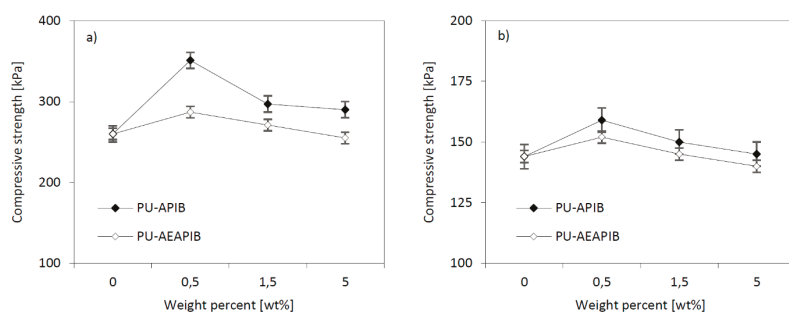 a)
Compressive strength [kPa]
400
300
200
100
PU-APIB
PU-AEAPIB
0 0,5 1,5 5
Weight percent [wt%]
b)
Compressive strength [kPa]
200
175
150
125
100
PU-APIB
PU-AEAPIB
0 0,5 1,5 5
Weight percent [wt%]